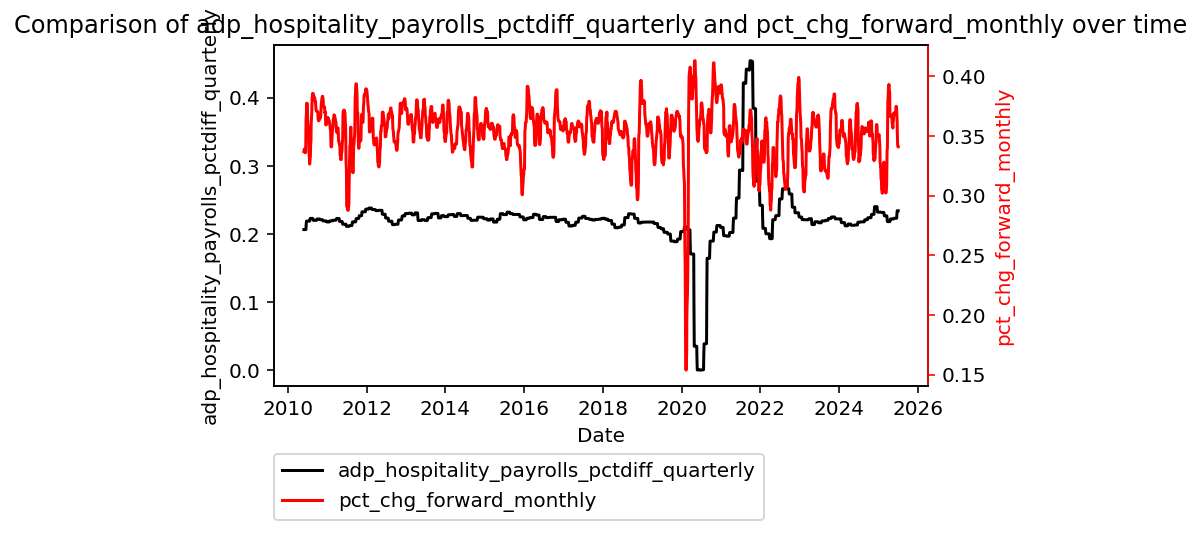 Comparison of adp_hospitality_payrolls_pctdiff_quarterly and pct_chg_forward_monthly over time
adp_hospitality_payrolls_pctdiff_quarterly
0.4
0.3
0.2
0.1
0.0
0.40
0.35
0.30
0.25
0.20
0.15
pct_chg_forward_monthly
2010 2012 2014 2016 2018 2020 2022 2024 2026
Date
adp_hospitality_payrolls_pctdiff_quarterly
pct_chg_forward_monthly